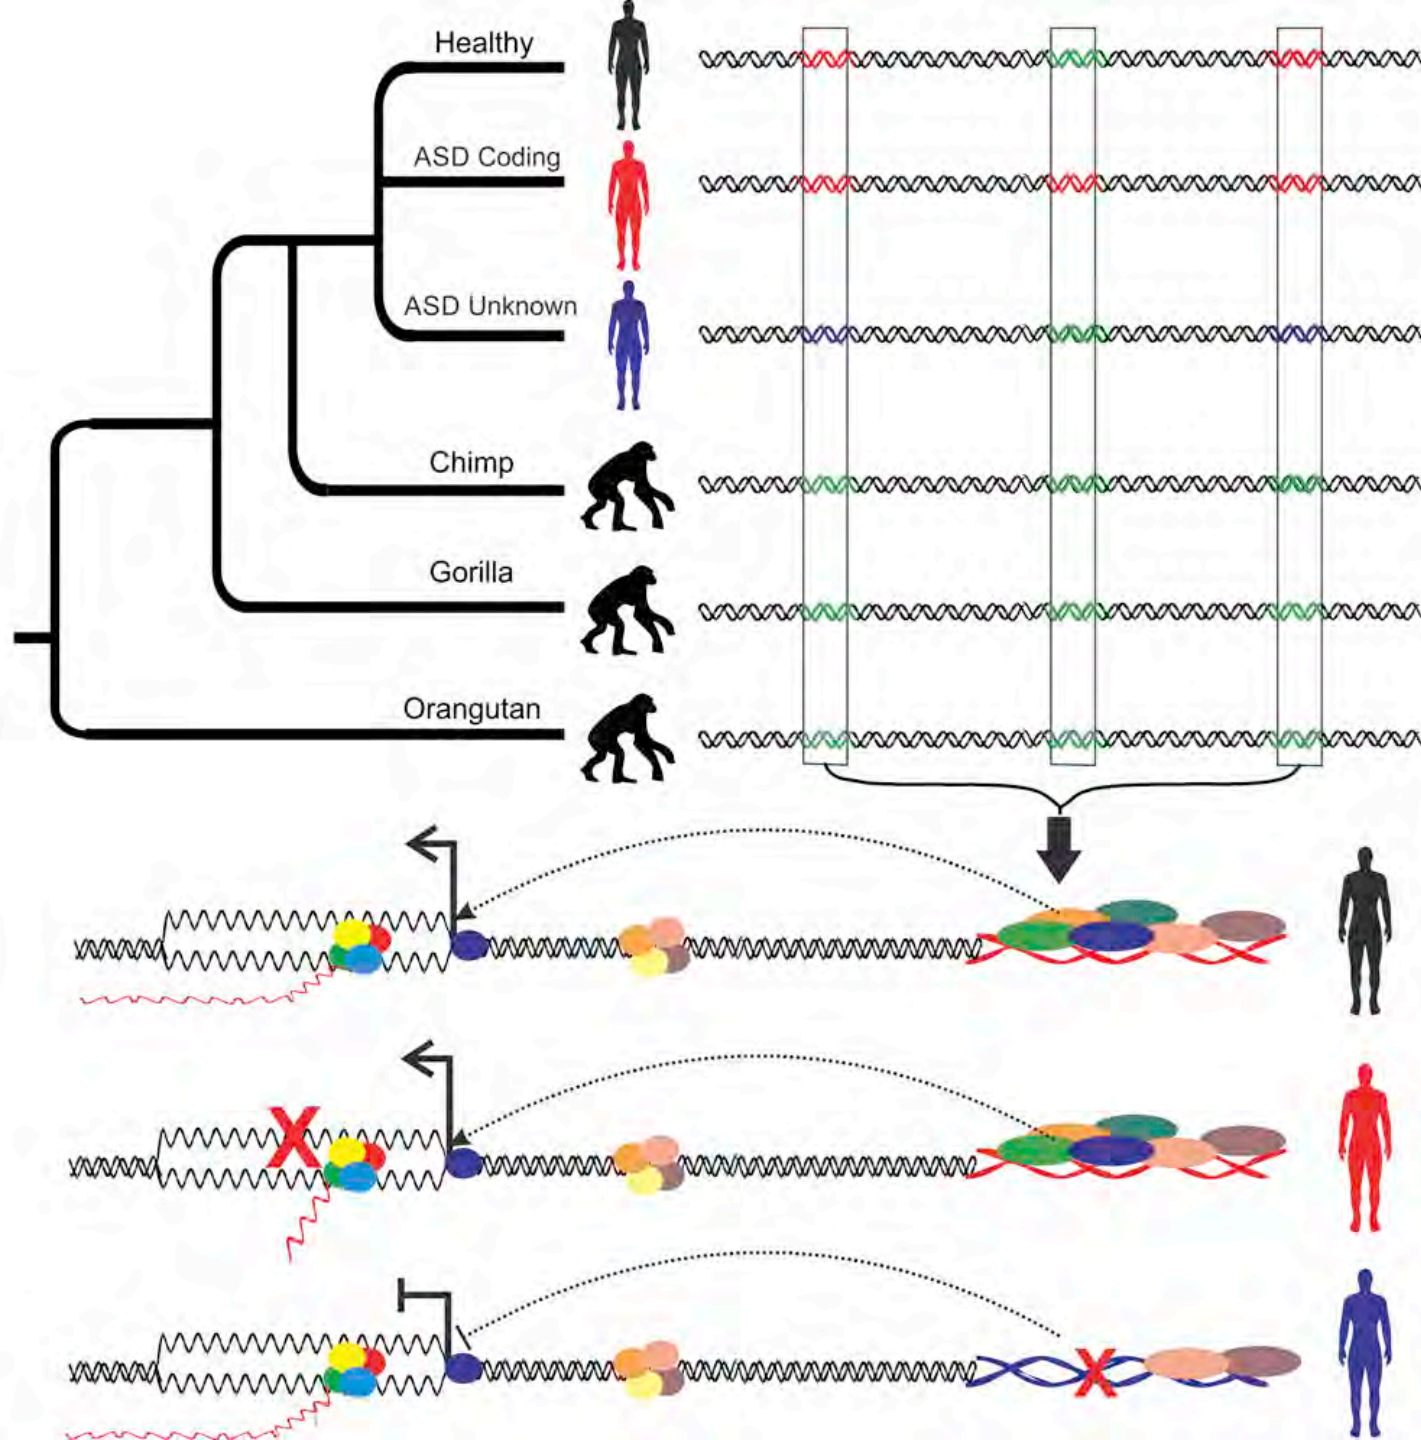 Healthy
ASD Coding
ASD Unknown
Chimp
Gorilla
Orangutan
X
X